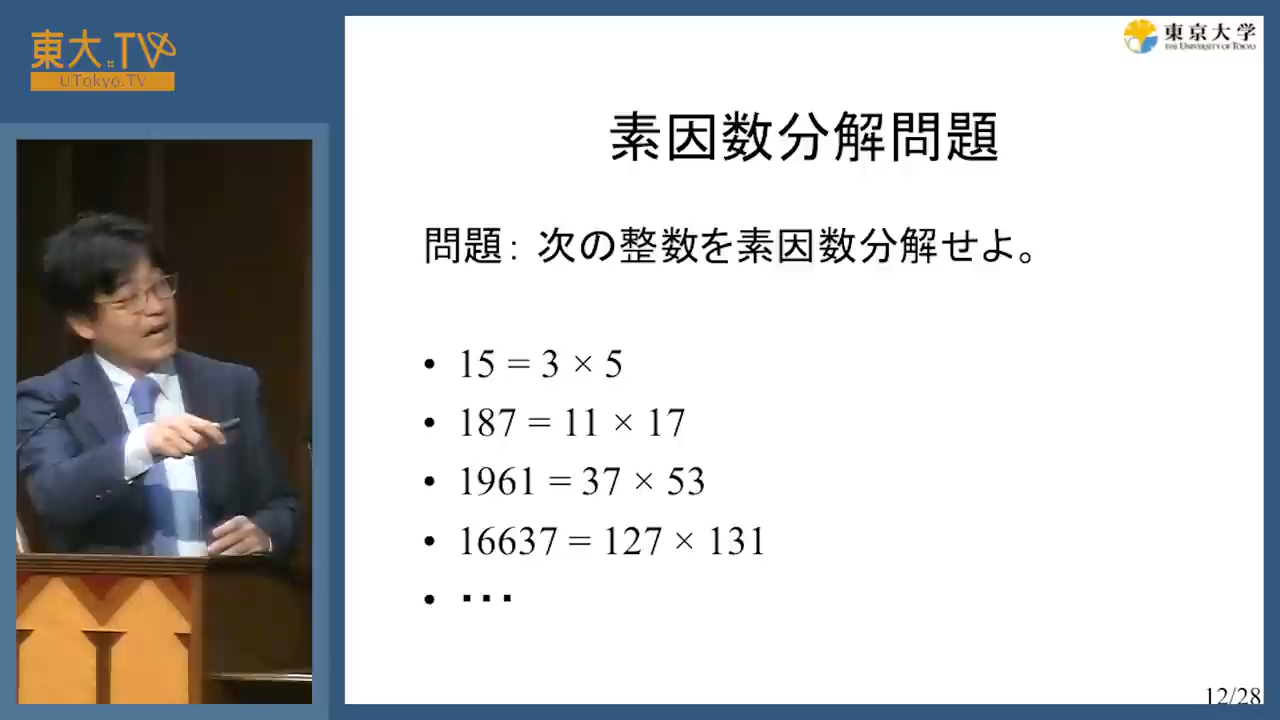 東大.TV
UTokyo.TV
東京大学
THE UNIVERSITY OF TOKYO
素因数分解問題
問題: 次の整数を素因数分解せよ。
• 15 = 3 × 5
• 187 = 11 × 17
• 1961 = 37 × 53
• 16637 = 127 × 131
• ・・・
12/28